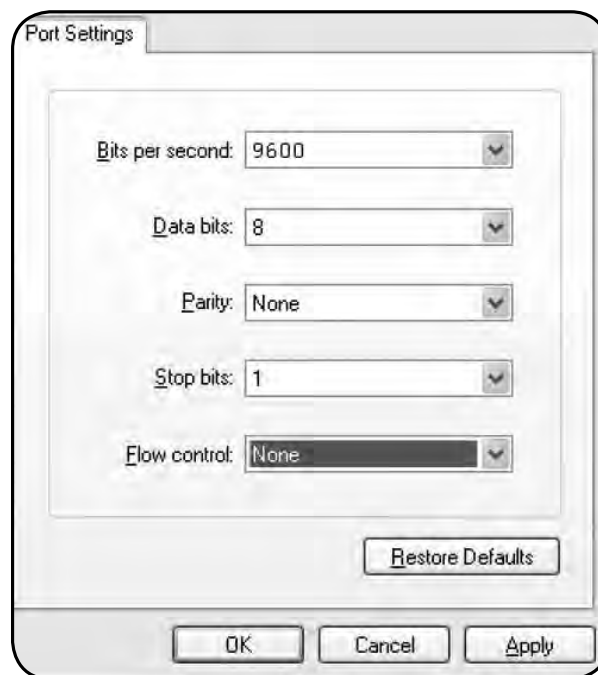 Port Settings
Bits per second: 9600
Data bits: 8
Parity: None
Stop bits: 1
Flow control: None
Restore Defaults
OK Cancel Apply